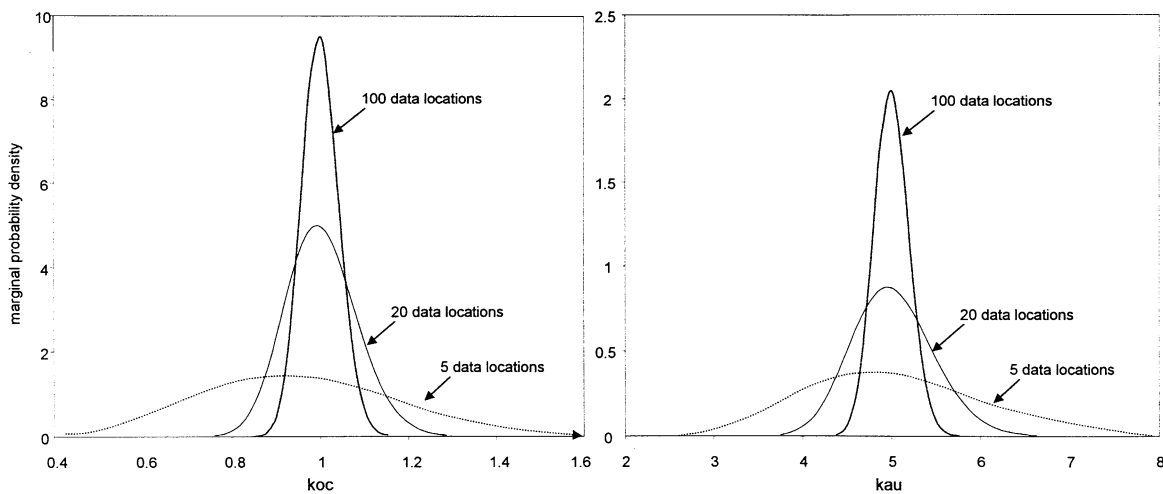 marginal probability density
10
8
6
4
2
0
0.4
0.6
0.8
1
1.2
1.4
1.6
koc
100 data locations
20 data locations
5 data locations
2.5
2
1.5
1
0.5
0
2
3
4
5
6
7
8
kau
100 data locations
20 data locations
5 data locations